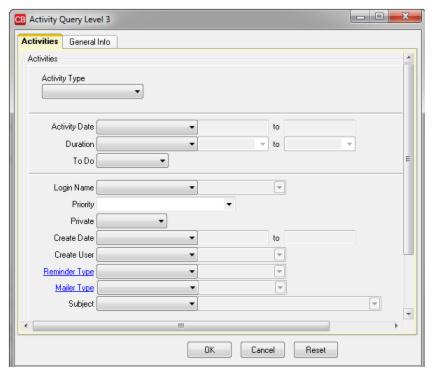 CB Activity Query Level 3
Activities General Info
Activities
Activity Type
Activity Date to
Duration to
To Do
Login Name
Priority
Private
Create Date to
Create User
Reminder Type
Mailer Type
Subject
OK Cancel Reset